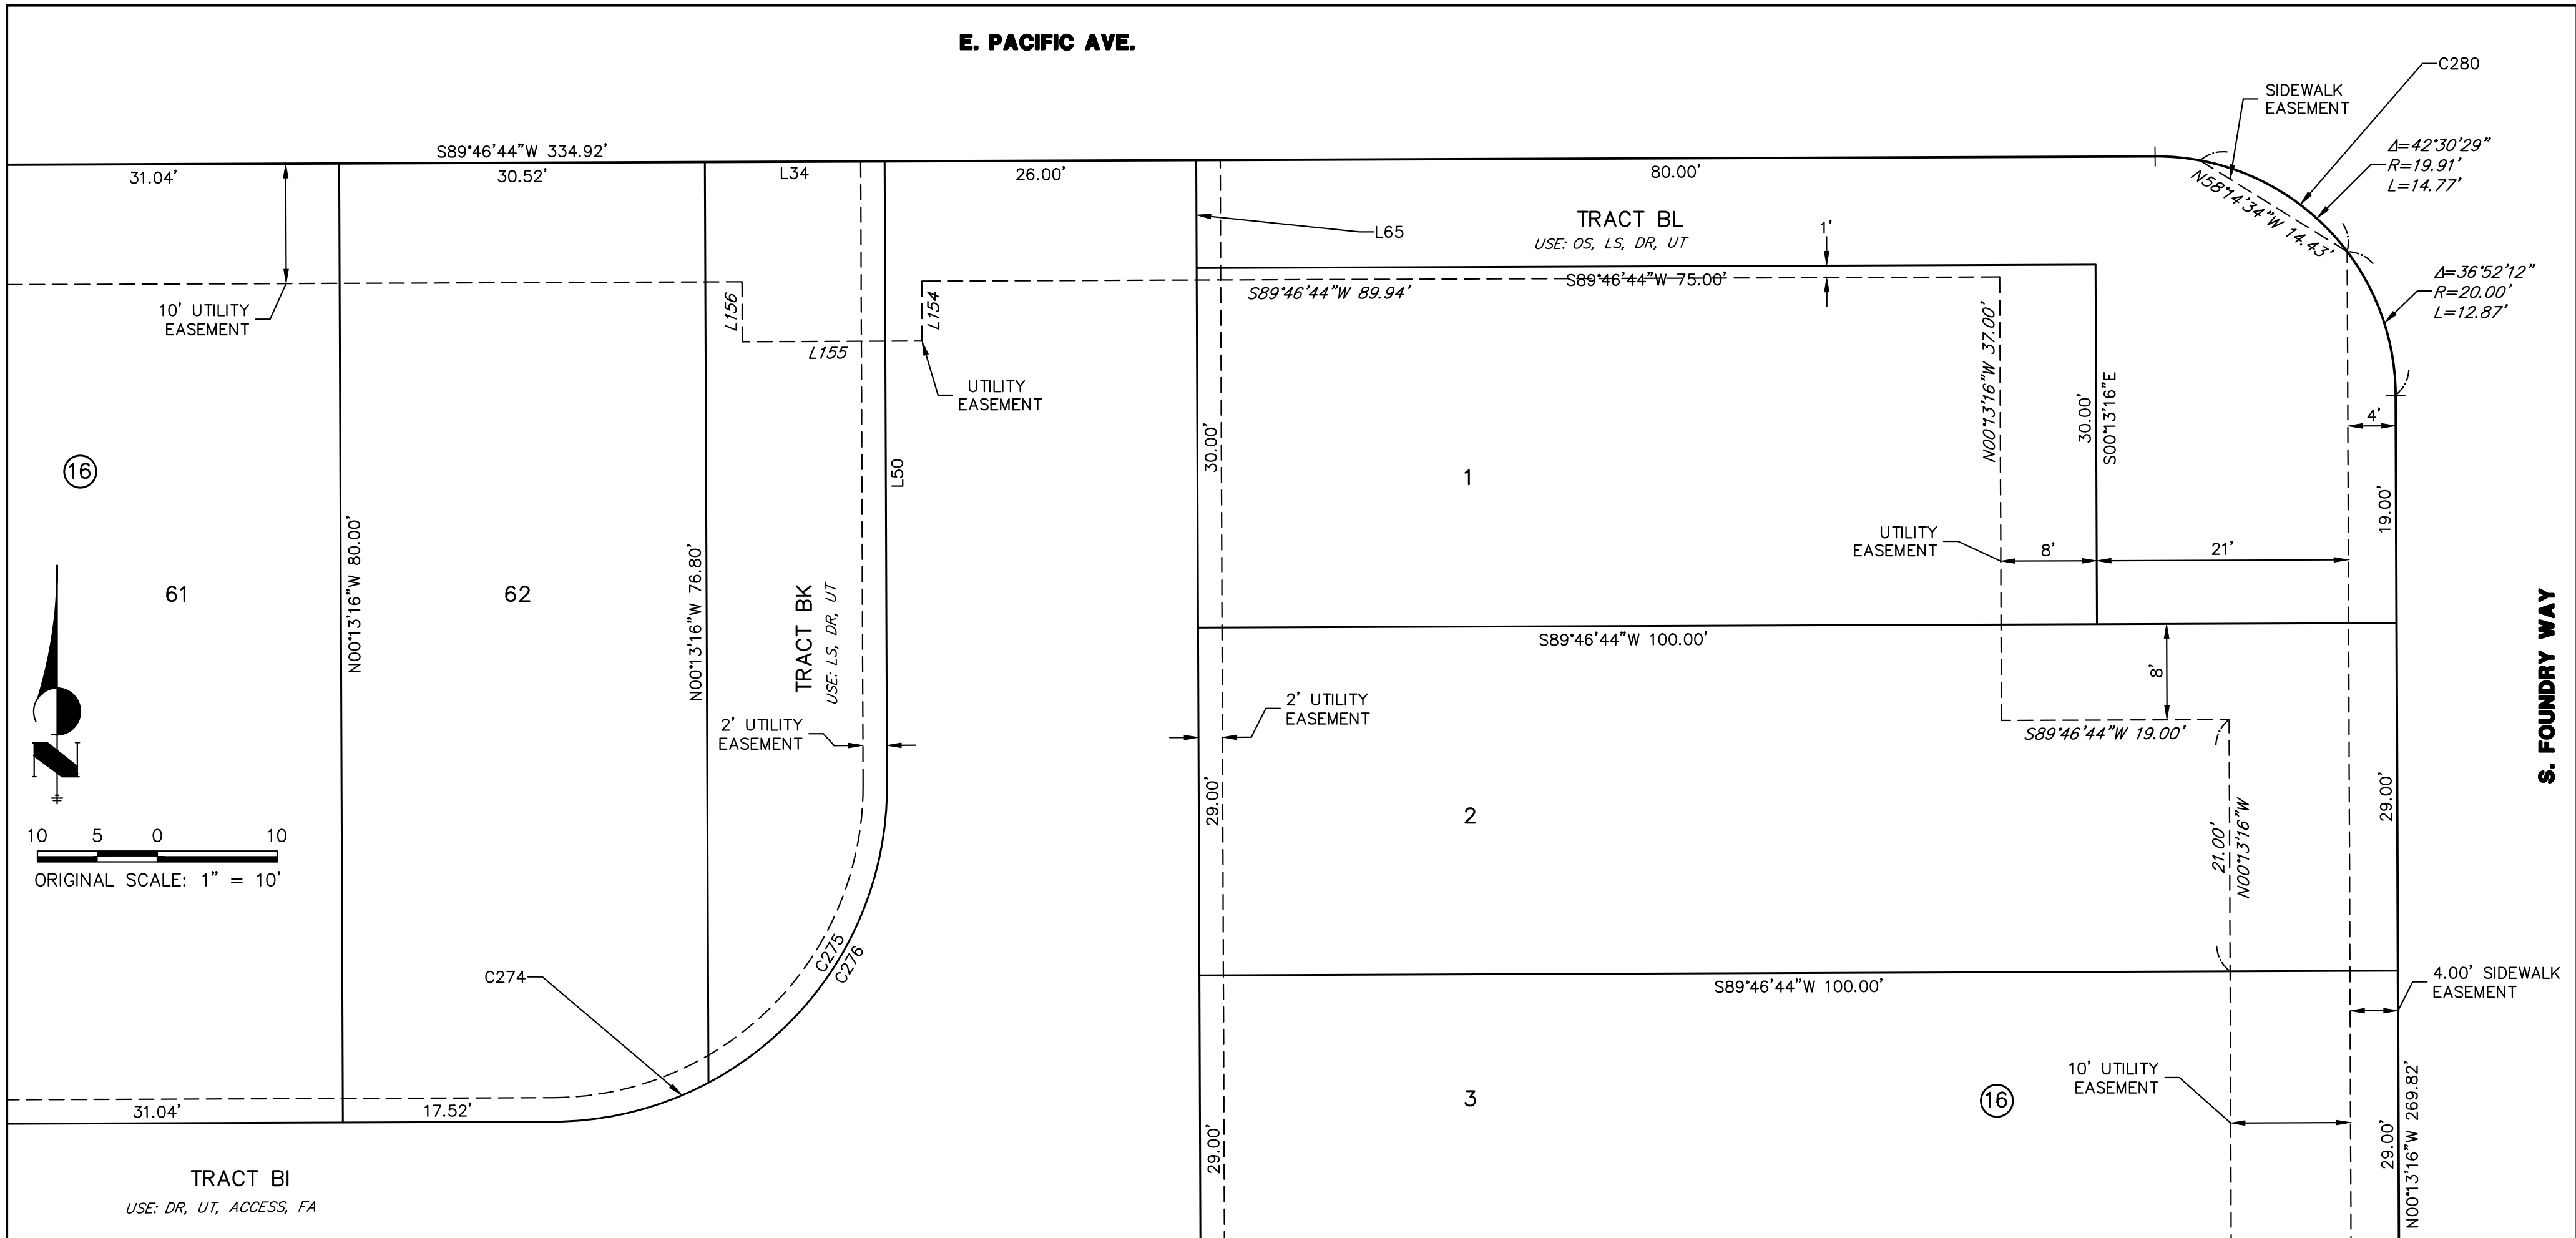 E. PACIFIC AVE.
C280
SIDEWALK
EASEMENT
Δ=42°30'29"
R=19.91'
L=14.77'
S89°46'44"W 334.92'
31.04'
30.52'
L34
26.00'
80.00'
N58°14'34"W 14.43'
TRACT BL
USE: OS, LS, DR, UT
1'
L65
Δ=36°52'12"
R=20.00'
L=12.87'
S89°46'44"W 75.00'
S89°46'44"W 89.94'
10' UTILITY
EASEMENT
L156
L154
L155
UTILITY
EASEMENT
N00°13'16"W 37.00'
30.00'
S00°13'16"E
4'
16
L50
30.00'
1
19.00'
UTILITY
EASEMENT
8'
21'
N00°13'16"W 80.00'
N00°13'16"W 76.80'
61
62
TRACT BK
USE: LS, DR, UT
S89°46'44"W 100.00'
8'
S. FOUNDRY WAY
2' UTILITY
EASEMENT
2' UTILITY
EASEMENT
S89°46'44"W 19.00'
N
29.00'
2
29.00'
21.00'
N00°13'16"W
10 5 0 10
ORIGINAL SCALE: 1" = 10'
C275
C276
C274
S89°46'44"W 100.00'
4.00' SIDEWALK
EASEMENT
10' UTILITY
EASEMENT
3
16
31.04'
17.52'
29.00'
29.00'
N00°13'16"W 269.82'
TRACT BI
USE: DR, UT, ACCESS, FA